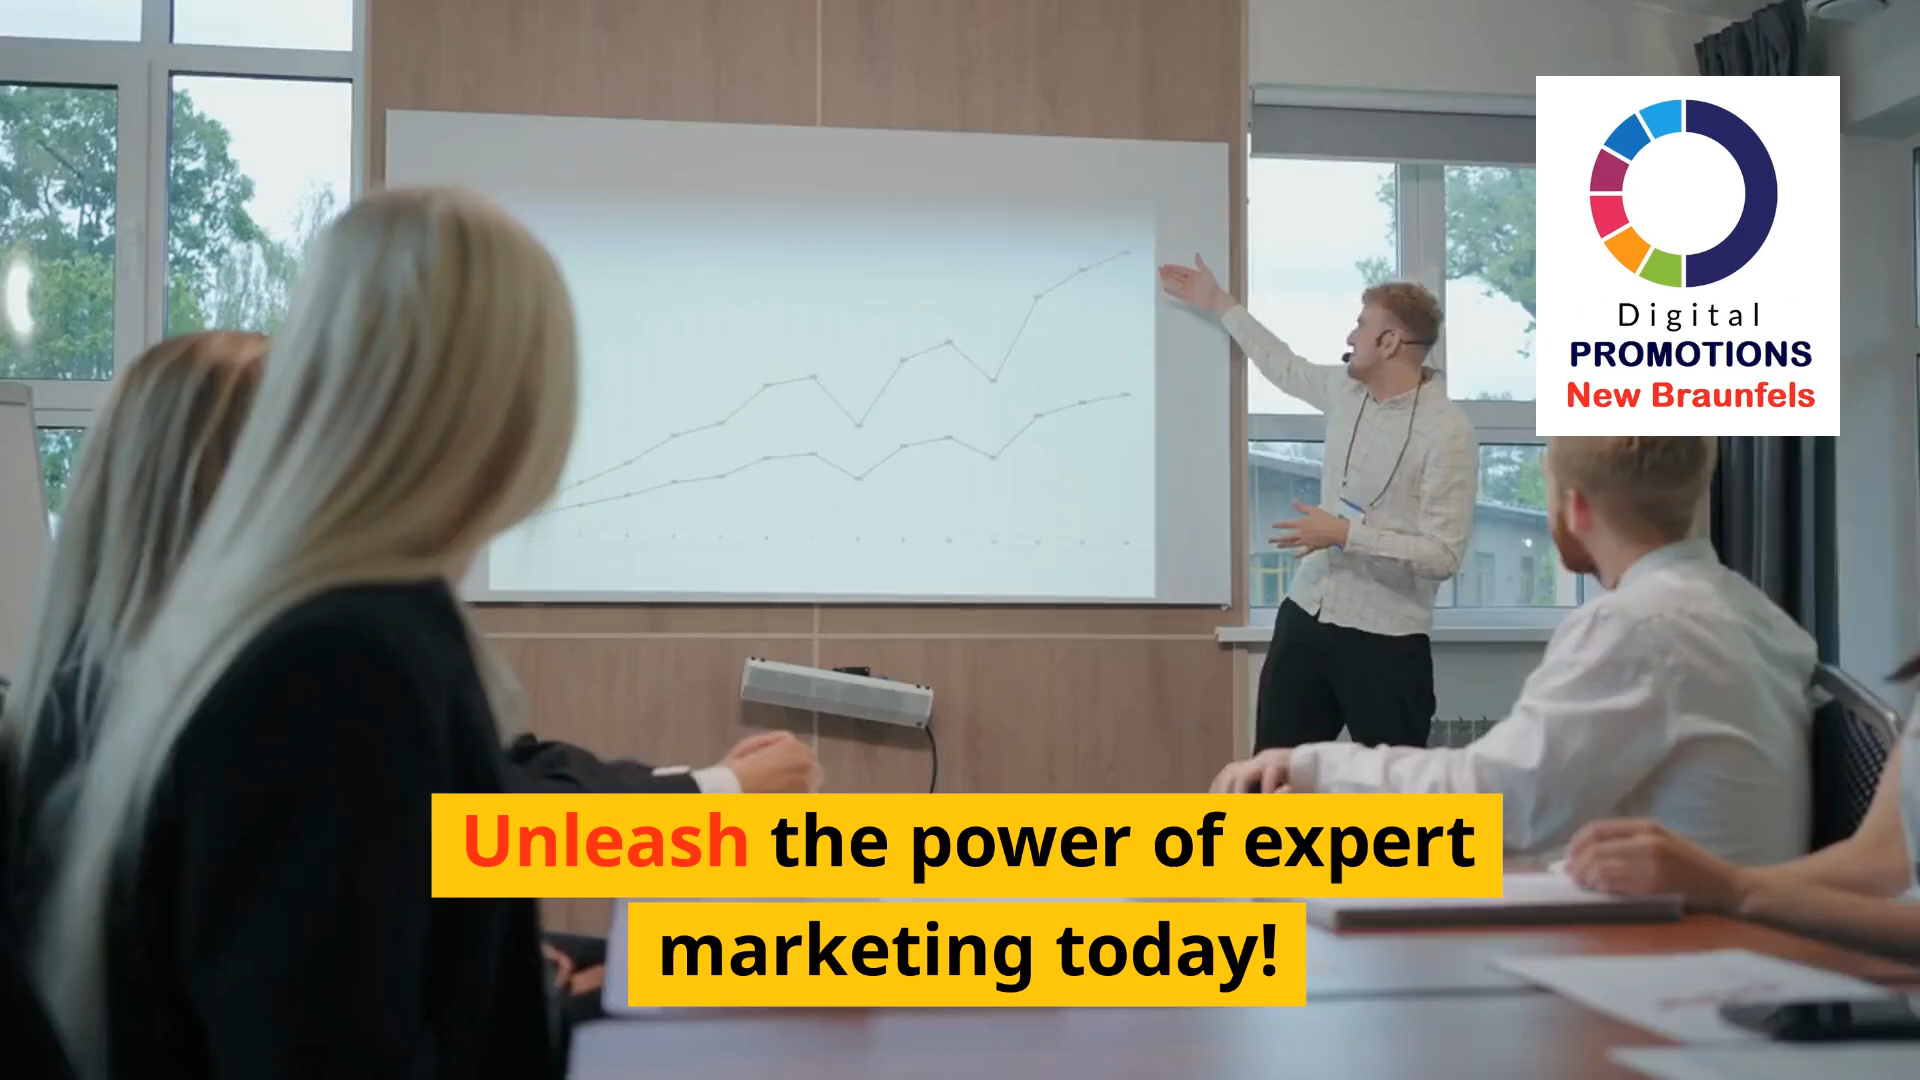 Digital
PROMOTIONS
New Braunfels
Unleash the power of expert
marketing today!